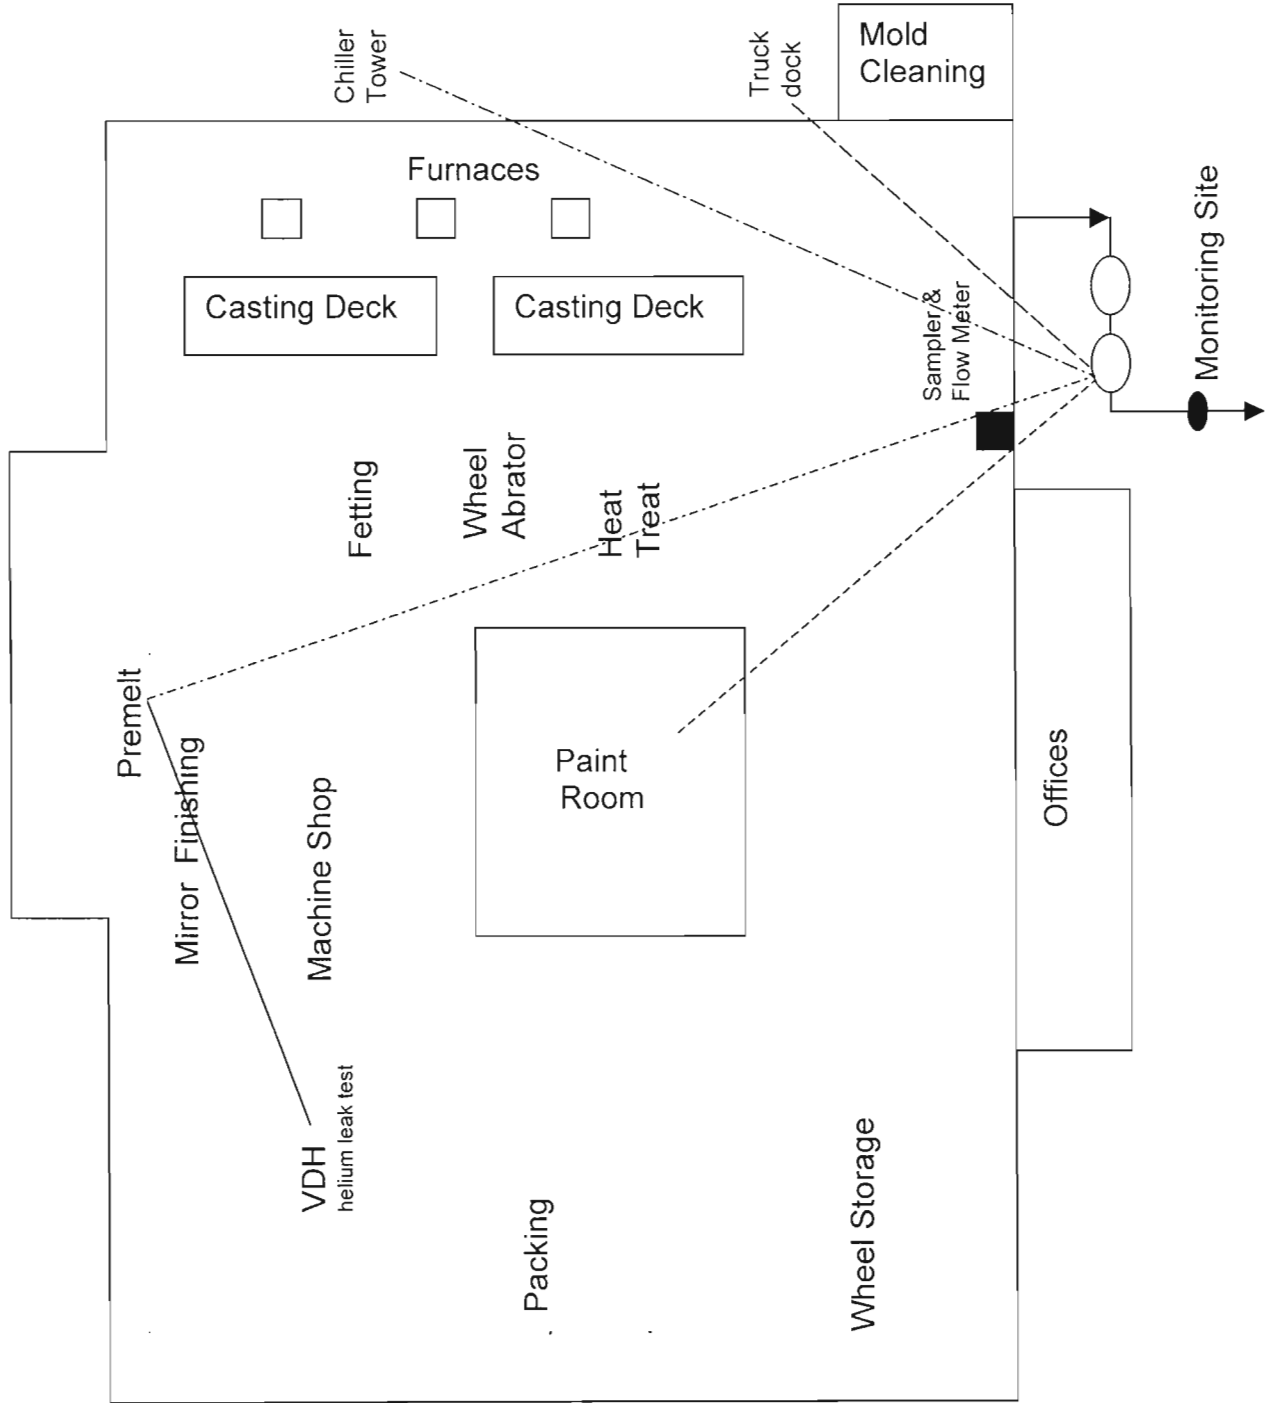 Chiller
Tower
Truck
dock
Mold
Cleaning
Furnaces
Casting Deck
Casting Deck
Sampler &
Flow Meter
Monitoring Site
Fetting
Wheel
Abrator
Heat
Treat
Premelt
Mirror Finishing
Machine Shop
Paint
Room
Offices
VDH
helium leak test
Packing
Wheel Storage